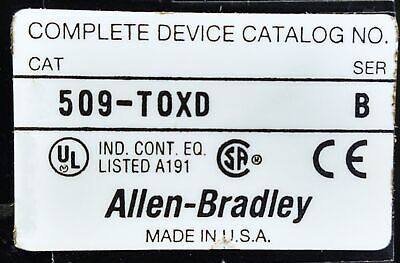 COMPLETE DEVICE CATALOG NO.
CAT SER
509-TOXD B
UL ® IND. CONT. EQ.
LISTED A191
SA ® CE
Allen-Bradley
MADE IN U.S.A.